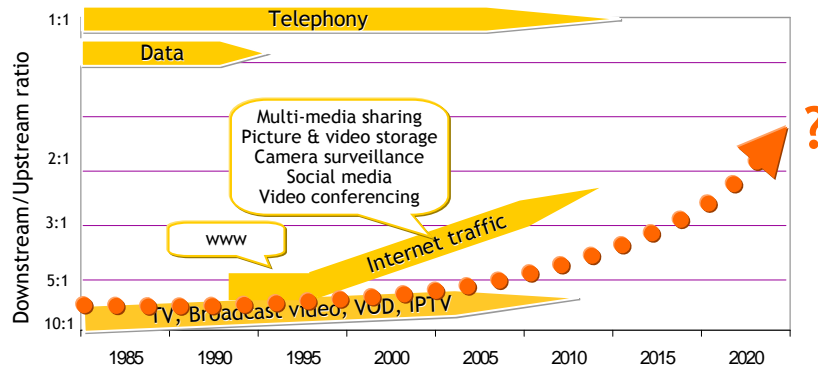 Downstream/Upstream ratio
1:1
Telephony
Data
Multi-media sharing
Picture & video storage
Camera surveillance
Social media
Video conferencing
?
2:1
3:1
www
Internet traffic
5:1
10:1
TV, Broadcast video, VOD, IPTV
1985 1990 1995 2000 2005 2010 2015 2020